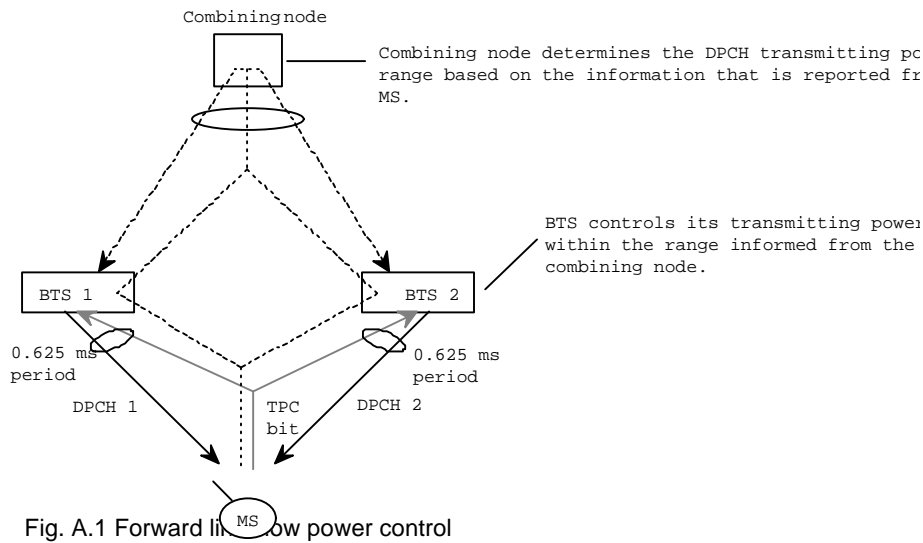 Combining node
Combining node determines the DPCH transmitting po
range based on the information that is reported fr
MS.
BTS controls its transmitting power
within the range informed from the
combining node.
BTS 1
BTS 2
0.625 ms
period
0.625 ms
period
DPCH 1
TPC
bit
DPCH 2
MS
Fig. A.1 Forward li ow power control